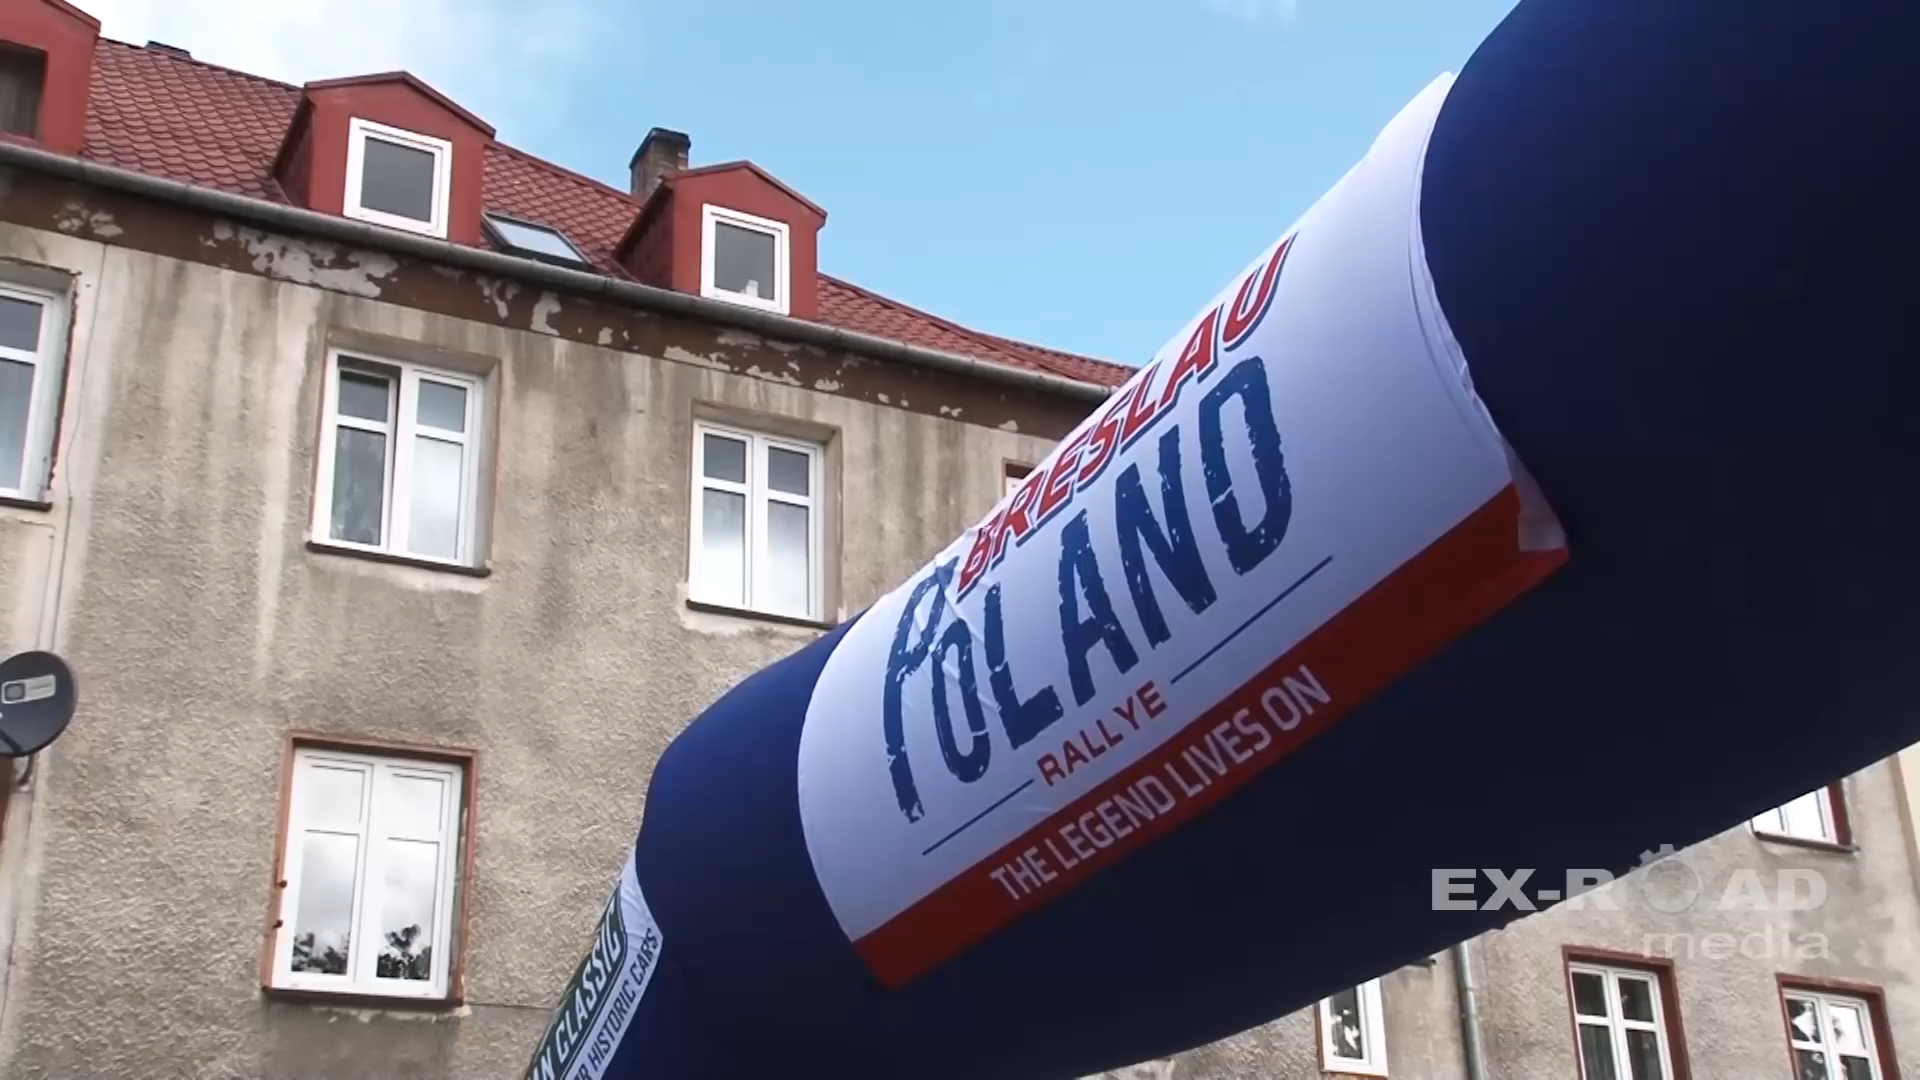 BRESLAU
POLAND
RALLYE
THE LEGEND LIVES ON
CLASSIC
HISTORIC CARS
EX-ROAD
media